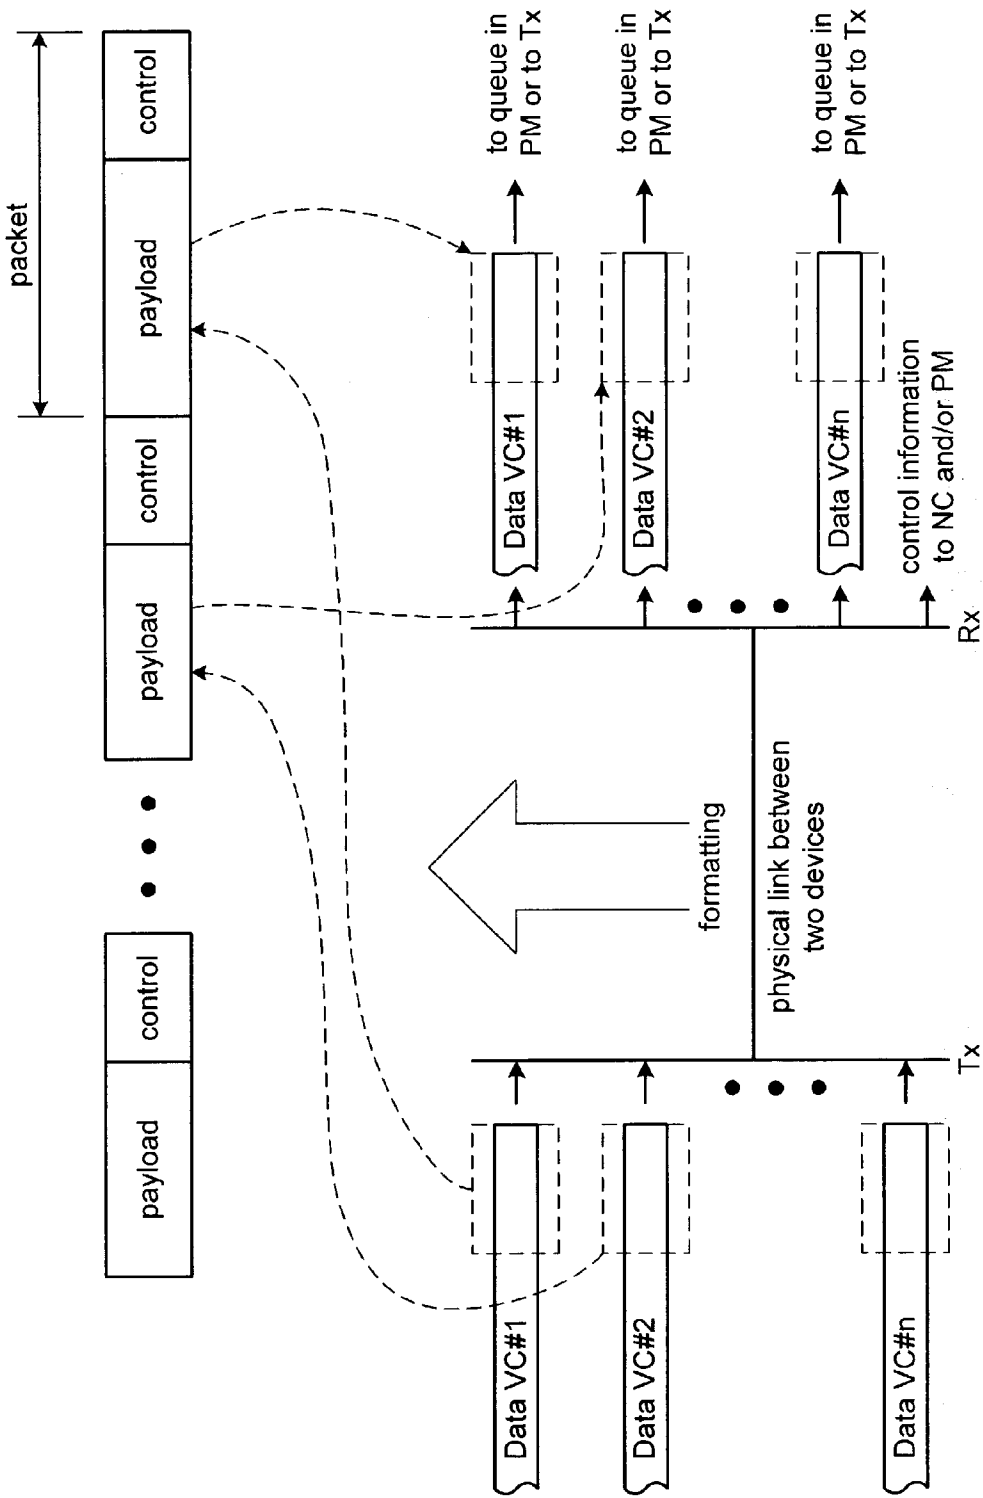 packet
payload
control
payload
control
payload
control
Data VC#1
Data VC#2
Data VC#n
Tx
formatting
physical link between
two devices
Data VC#1
to queue in
PM or to Tx
Data VC#2
to queue in
PM or to Tx
Data VC#n
to queue in
PM or to Tx
control information
to NC and/or PM
Rx